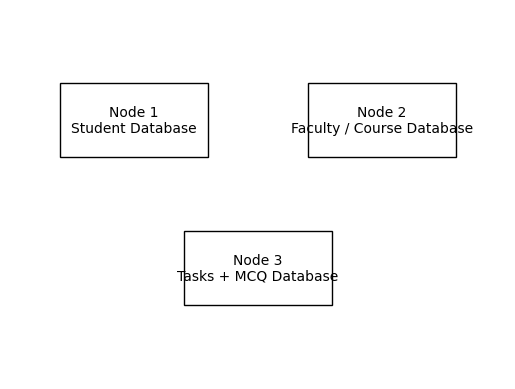 Node 1
Student Database
Node 2
Faculty / Course Database
Node 3
Tasks + MCQ Database